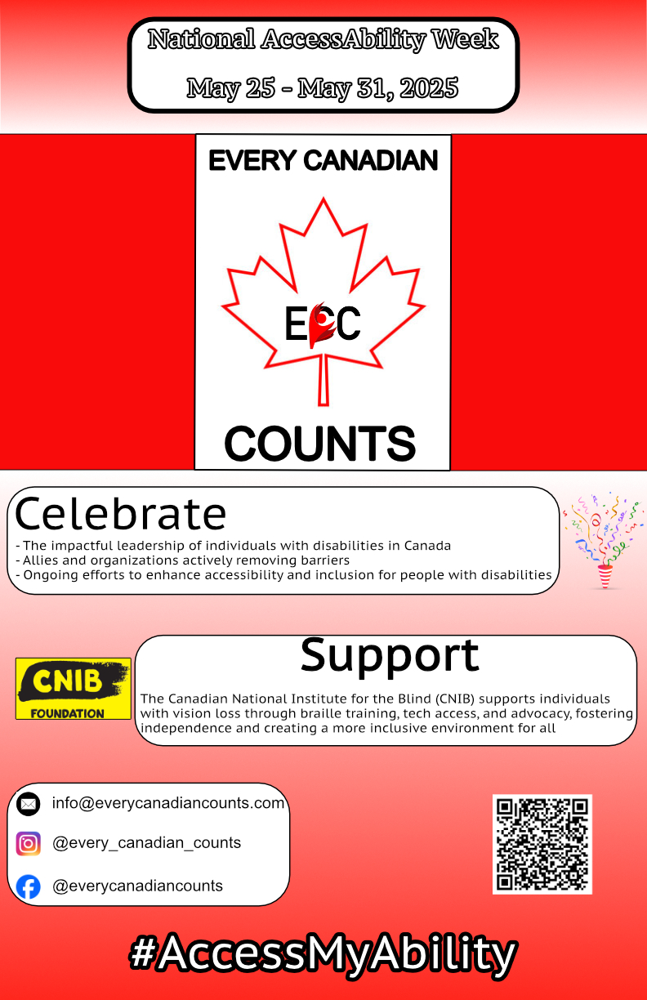 National AccessAbility Week
May 25 - May 31, 2025
EVERY CANADIAN
ECC
COUNTS
Celebrate
- The impactful leadership of individuals with disabilities in Canada
- Allies and organizations actively removing barriers
- Ongoing efforts to enhance accessibility and inclusion for people with disabilities
Support
CNIB
FOUNDATION
The Canadian National Institute for the Blind (CNIB) supports individuals
with vision loss through braille training, tech access, and advocacy, fostering
independence and creating a more inclusive environment for all
info@everycanadiancounts.com
@every_canadian_counts
@everycanadiancounts
#AccessMyAbility